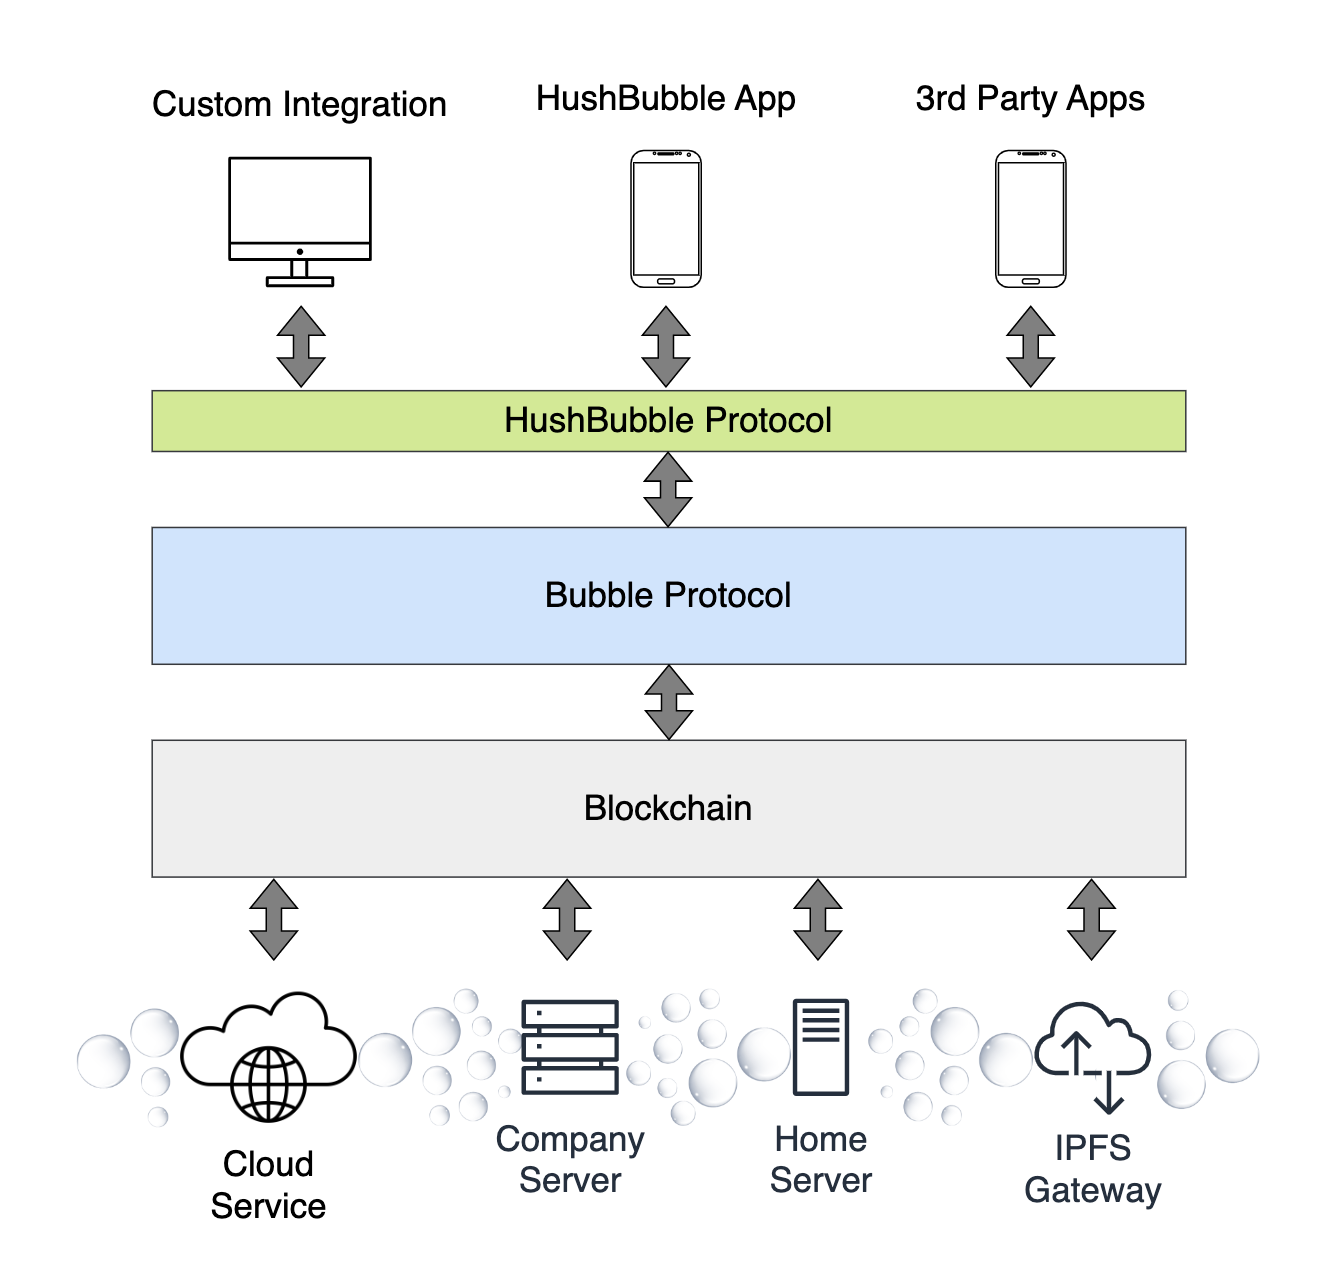 Custom Integration
HushBubble App
3rd Party Apps
HushBubble Protocol
Bubble Protocol
Blockchain
Cloud
Service
Company
Server
Home
Server
IPFS
Gateway